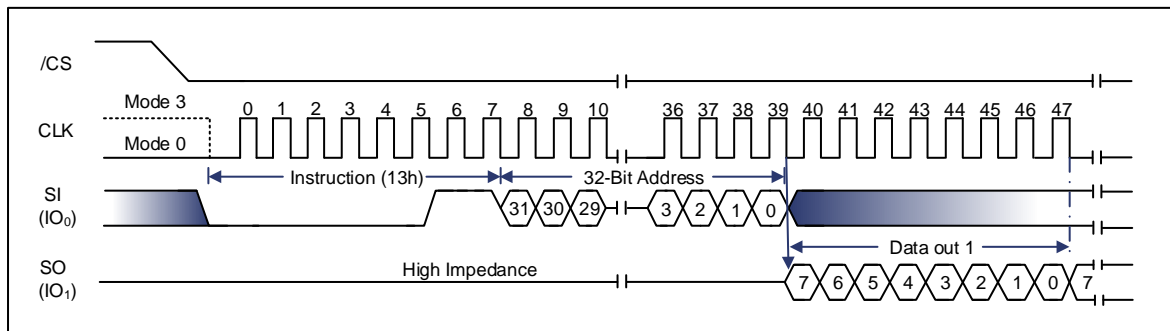 /CS
Mode 3
0 1 2 3 4 5 6 7 8 9 10 36 37 38 39 40 41 42 43 44 45 46 47
CLK
Mode 0
Instruction (13h) 32-Bit Address
SI
(IO0)
31 30 29 3 2 1 0
Data out 1
High Impedance
SO
(IO1)
7 6 5 4 3 2 1 0 7